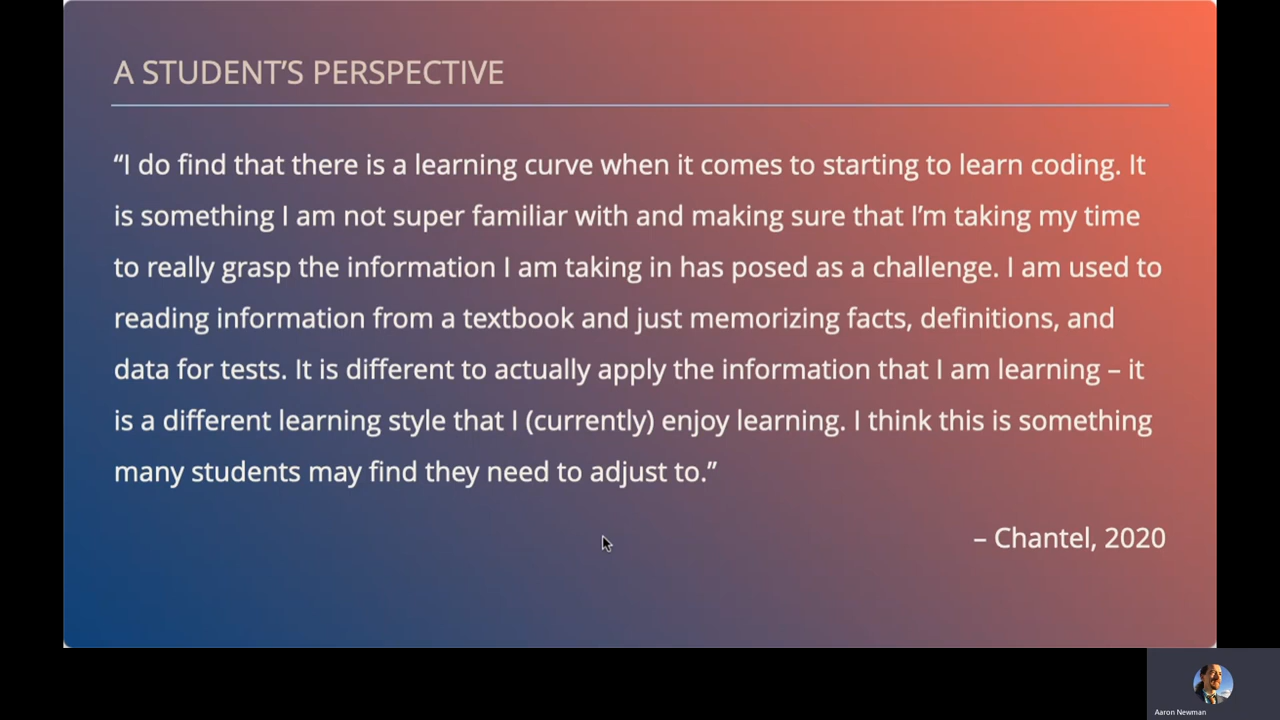 A STUDENT’S PERSPECTIVE
“I do find that there is a learning curve when it comes to starting to learn coding. It
is something I am not super familiar with and making sure that I’m taking my time
to really grasp the information I am taking in has posed as a challenge. I am used to
reading information from a textbook and just memorizing facts, definitions, and
data for tests. It is different to actually apply the information that I am learning – it
is a different learning style that I (currently) enjoy learning. I think this is something
many students may find they need to adjust to.”
– Chantel, 2020
Aaron Newman